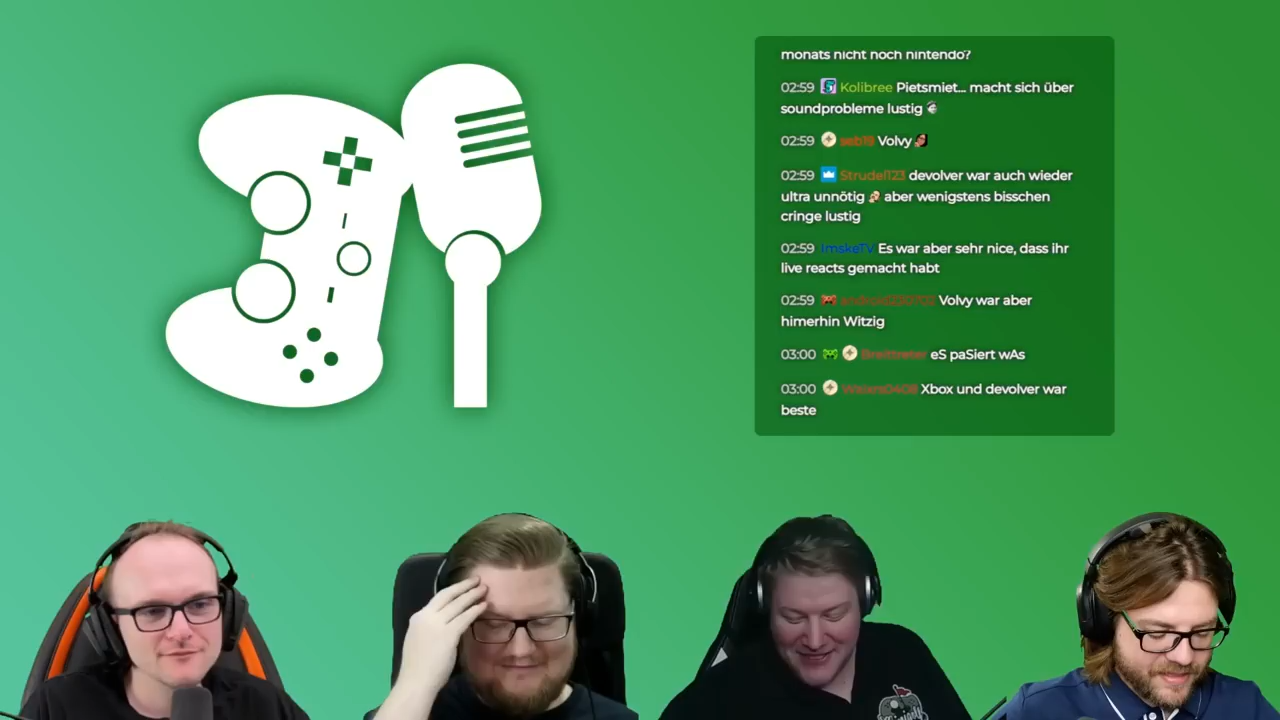 monats nicht noch nintendo?
02:59 Kolibree Pietsmiet... macht sich über
soundprobleme lustig
02:59 seb19 Volvy
02:59 Strudel123 devolver war auch wieder
ultra unnötig aber wenigstens bisschen
cringe lustig
02:59 ImskeTV Es war aber sehr nice, dass ihr
live reacts gemacht habt
02:59 Volvy war aber
himerhin Witzig
03:00 Breittreter eS paSiert wAs
03:00 Xbox und devolver war
beste